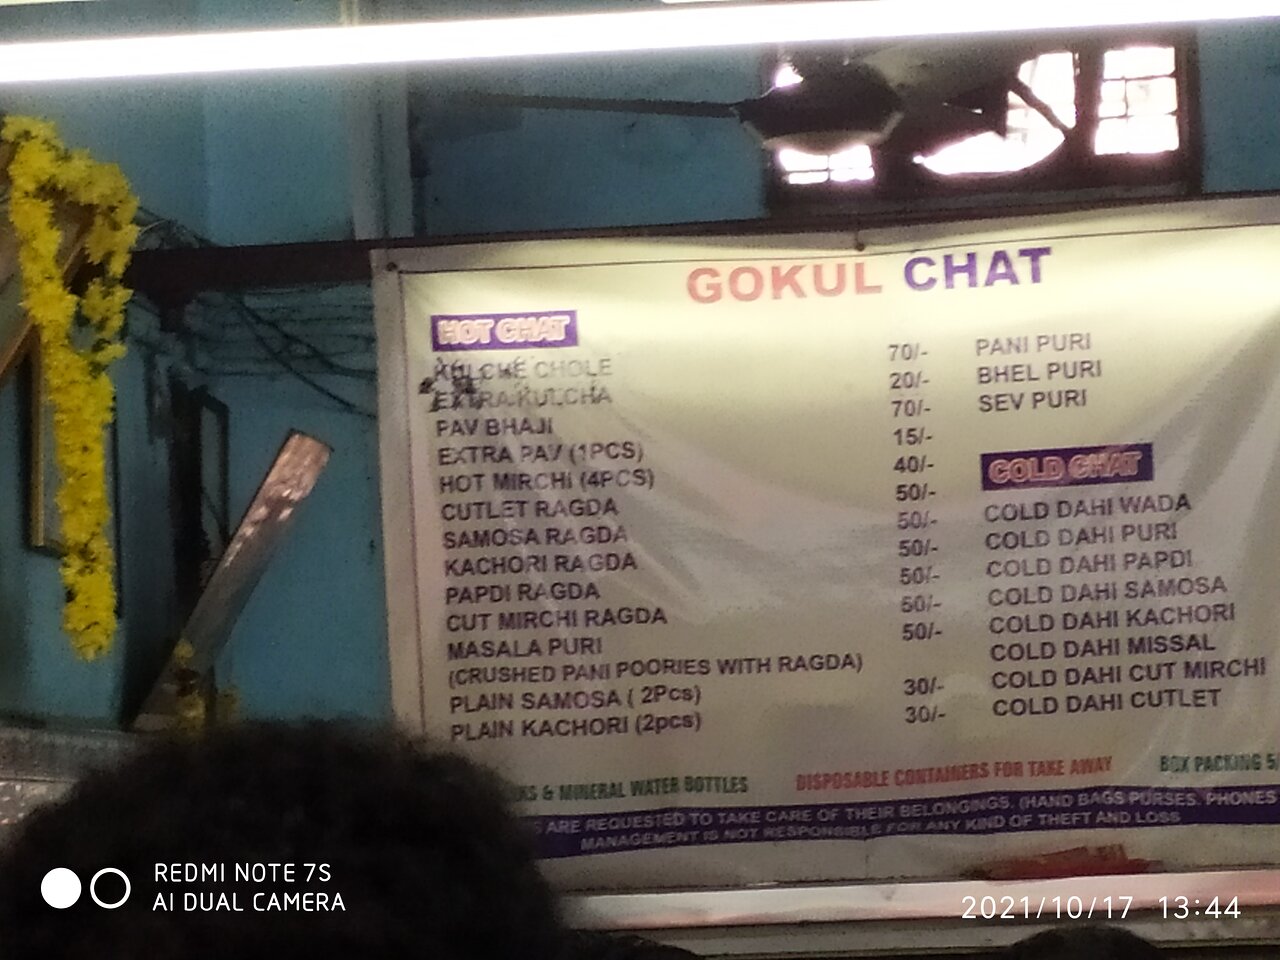 GOKUL CHAT
HOT CHAT
KULCHE CHOLE 70/-
EXTRA KULCHA 20/-
PAV BHAJI 70/-
EXTRA PAV (1PCS) 15/-
HOT MIRCHI (4PCS) 40/-
CUTLET RAGDA 50/-
SAMOSA RAGDA 50/-
KACHORI RAGDA 50/-
PAPDI RAGDA 50/-
CUT MIRCHI RAGDA 50/-
MASALA PURI 50/-
(CRUSHED PANI POORIES WITH RAGDA)
PLAIN SAMOSA ( 2Pcs) 30/-
PLAIN KACHORI (2pcs) 30/-
PANI PURI
BHEL PURI
SEV PURI
COLD CHAT
COLD DAHI WADA
COLD DAHI PURI
COLD DAHI PAPDI
COLD DAHI SAMOSA
COLD DAHI KACHORI
COLD DAHI MISSAL
COLD DAHI CUT MIRCHI
COLD DAHI CUTLET
& MINERAL WATER BOTTLES DISPOSABLE CONTAINERS FOR TAKE AWAY BOX PACKING 5/
ARE REQUESTED TO TAKE CARE OF THEIR BELONGINGS. (HAND BAGS PURSES, PHONES
MANAGEMENT IS NOT RESPONSIBLE FOR ANY KIND OF THEFT AND LOSS
REDMI NOTE 7S
AI DUAL CAMERA
2021/10/17 13:44